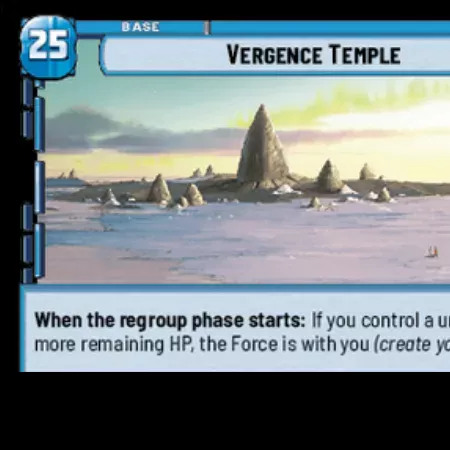 BASE
25
VERGENCE TEMPLE
When the regroup phase starts: If you control a
more remaining HP, the Force is with you (create